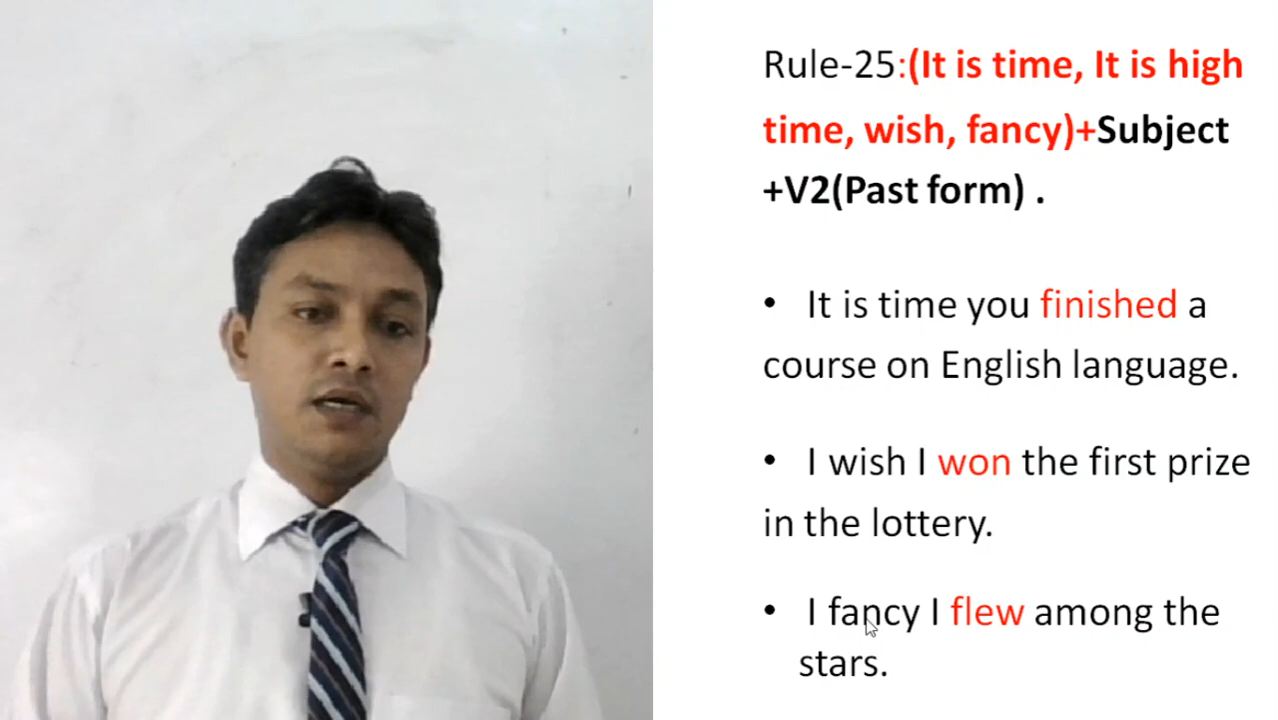 Rule-25:(It is time, It is high
time, wish, fancy)+Subject
+V2(Past form) .
• It is time you finished a
course on English language.
• I wish I won the first prize
in the lottery.
• I fancy I flew among the
stars.